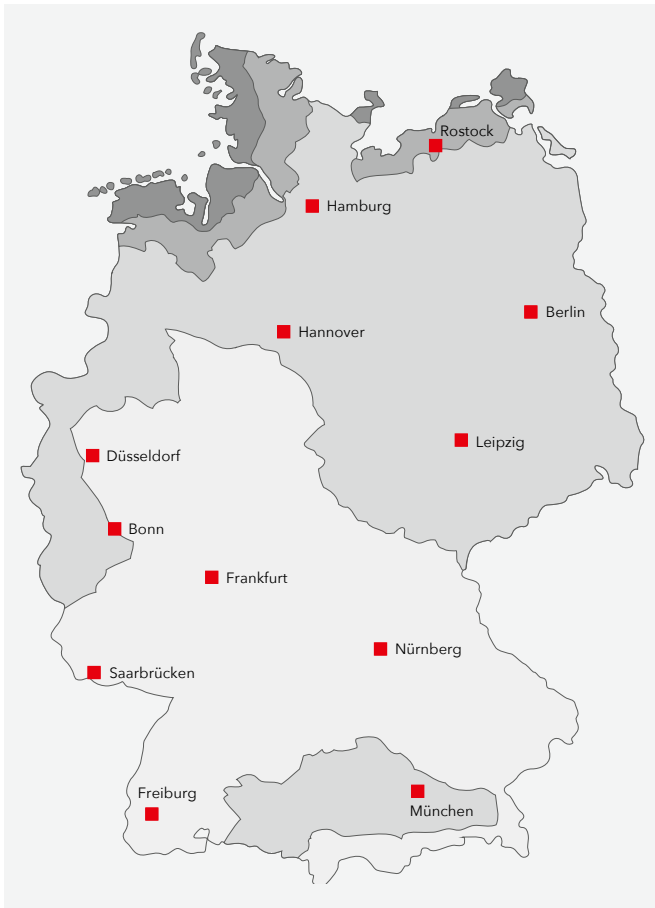 Rostock
Hamburg
Berlin
Hannover
Leipzig
Düsseldorf
Bonn
Frankfurt
Nürnberg
Saarbrücken
Freiburg
München